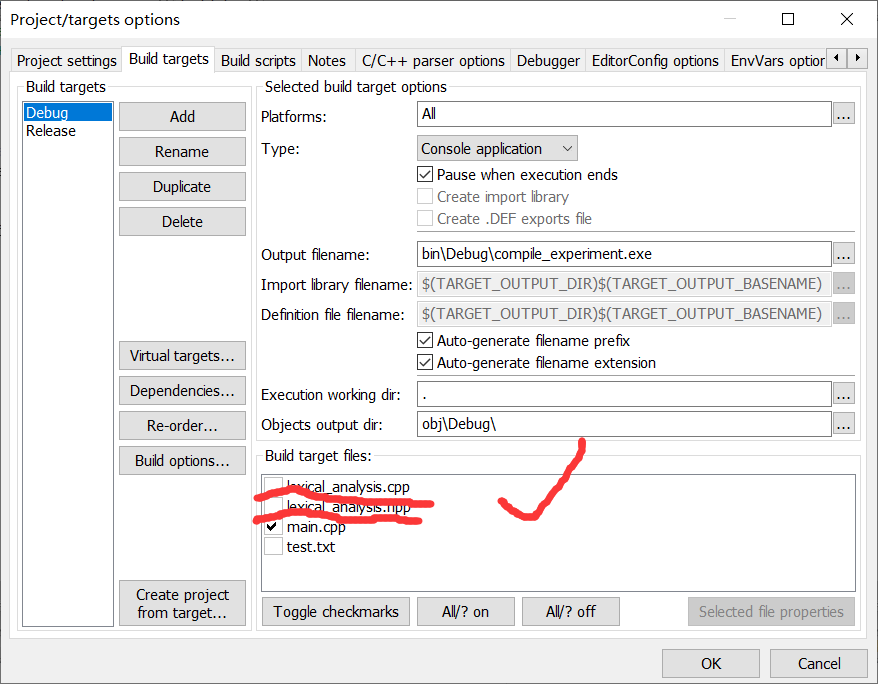 Project/targets options
Project settings
Build targets
Build scripts
Notes
C/C++ parser options
Debugger
EditorConfig options
EnvVars option
Build targets
Debug
Release
Add
Rename
Duplicate
Delete
Virtual targets...
Dependencies...
Re-order...
Build options...
Create project
from target...
Selected build target options
Platforms:
All
...
Type:
Console application
Pause when execution ends
Create import library
Create .DEF exports file
Output filename:
bin\Debug\compile_experiment.exe
...
Import library filename:
$(TARGET_OUTPUT_DIR)$(TARGET_OUTPUT_BASENAME)
...
Definition file filename:
$(TARGET_OUTPUT_DIR)$(TARGET_OUTPUT_BASENAME)
...
Auto-generate filename prefix
Auto-generate filename extension
Execution working dir:
.
...
Objects output dir:
obj\Debug\
...
Build target files:
lexical_analysis.cpp
lexical_analysis.hpp
main.cpp
test.txt
Toggle checkmarks
All/? on
All/? off
Selected file properties
OK
Cancel